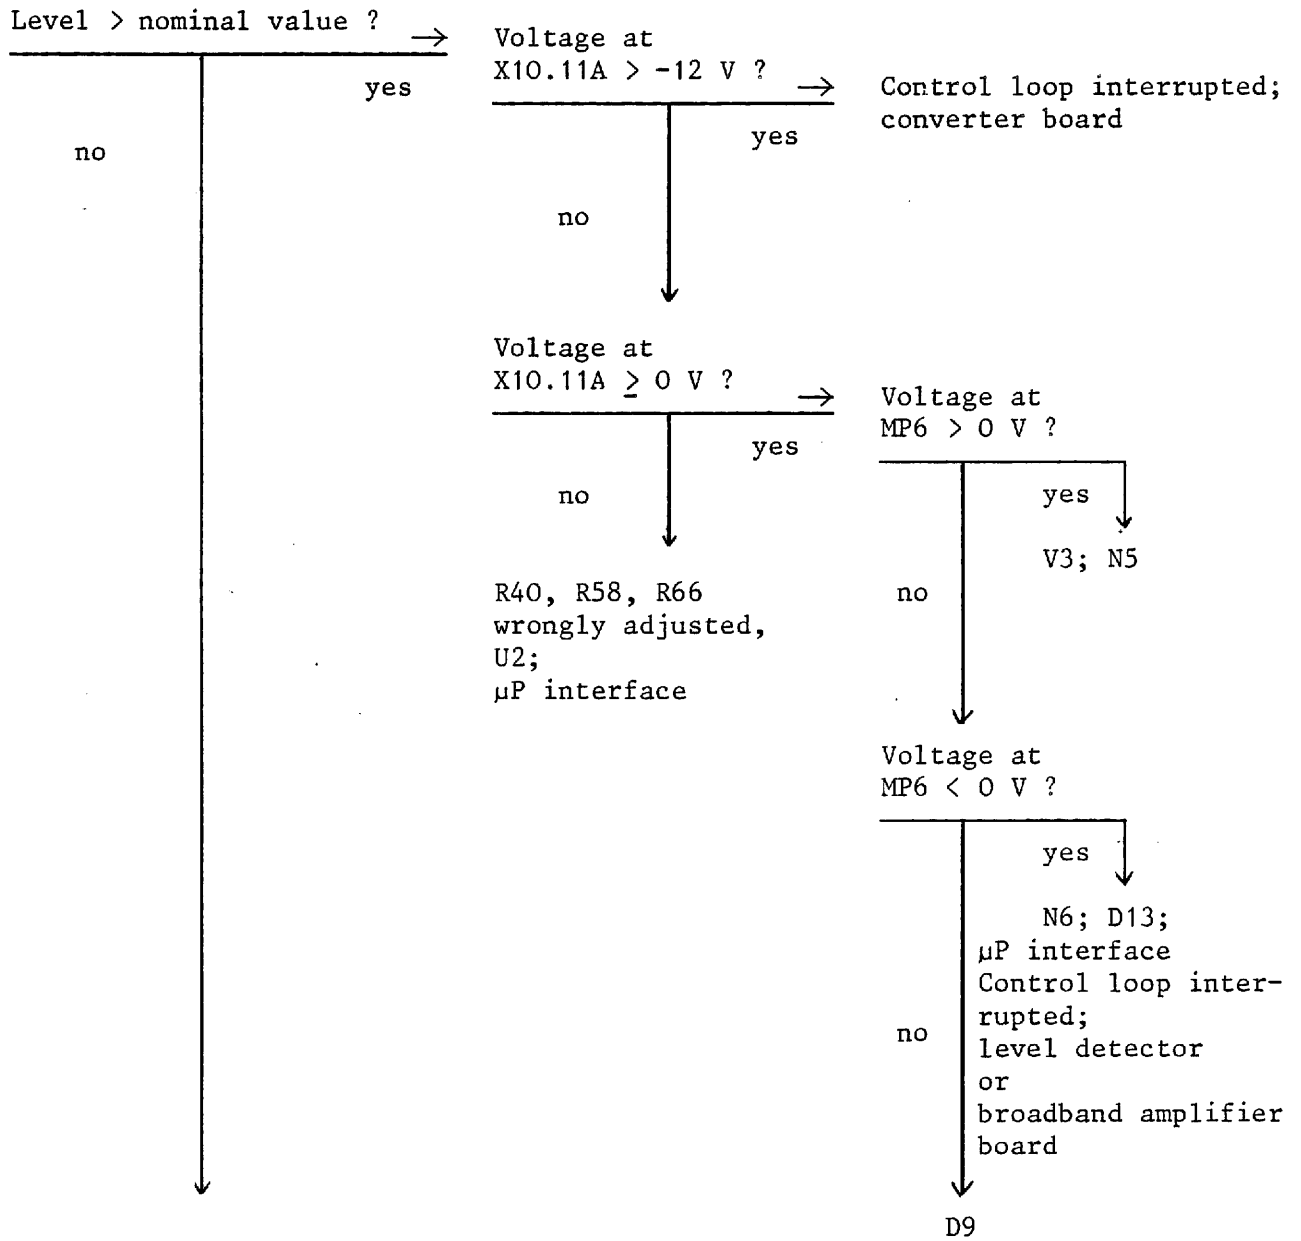 Level > nominal value ?
yes
no
Voltage at
X10.11A > -12 V ?
yes
no
Control loop interrupted;
converter board
Voltage at
X10.11A ≥ 0 V ?
yes
no
R40, R58, R66
wrongly adjusted,
U2;
µP interface
Voltage at
MP6 > 0 V ?
yes
V3; N5
no
Voltage at
MP6 < 0 V ?
yes
N6; D13;
µP interface
Control loop inter-
rupted;
level detector
or
broadband amplifier
board
no
D9